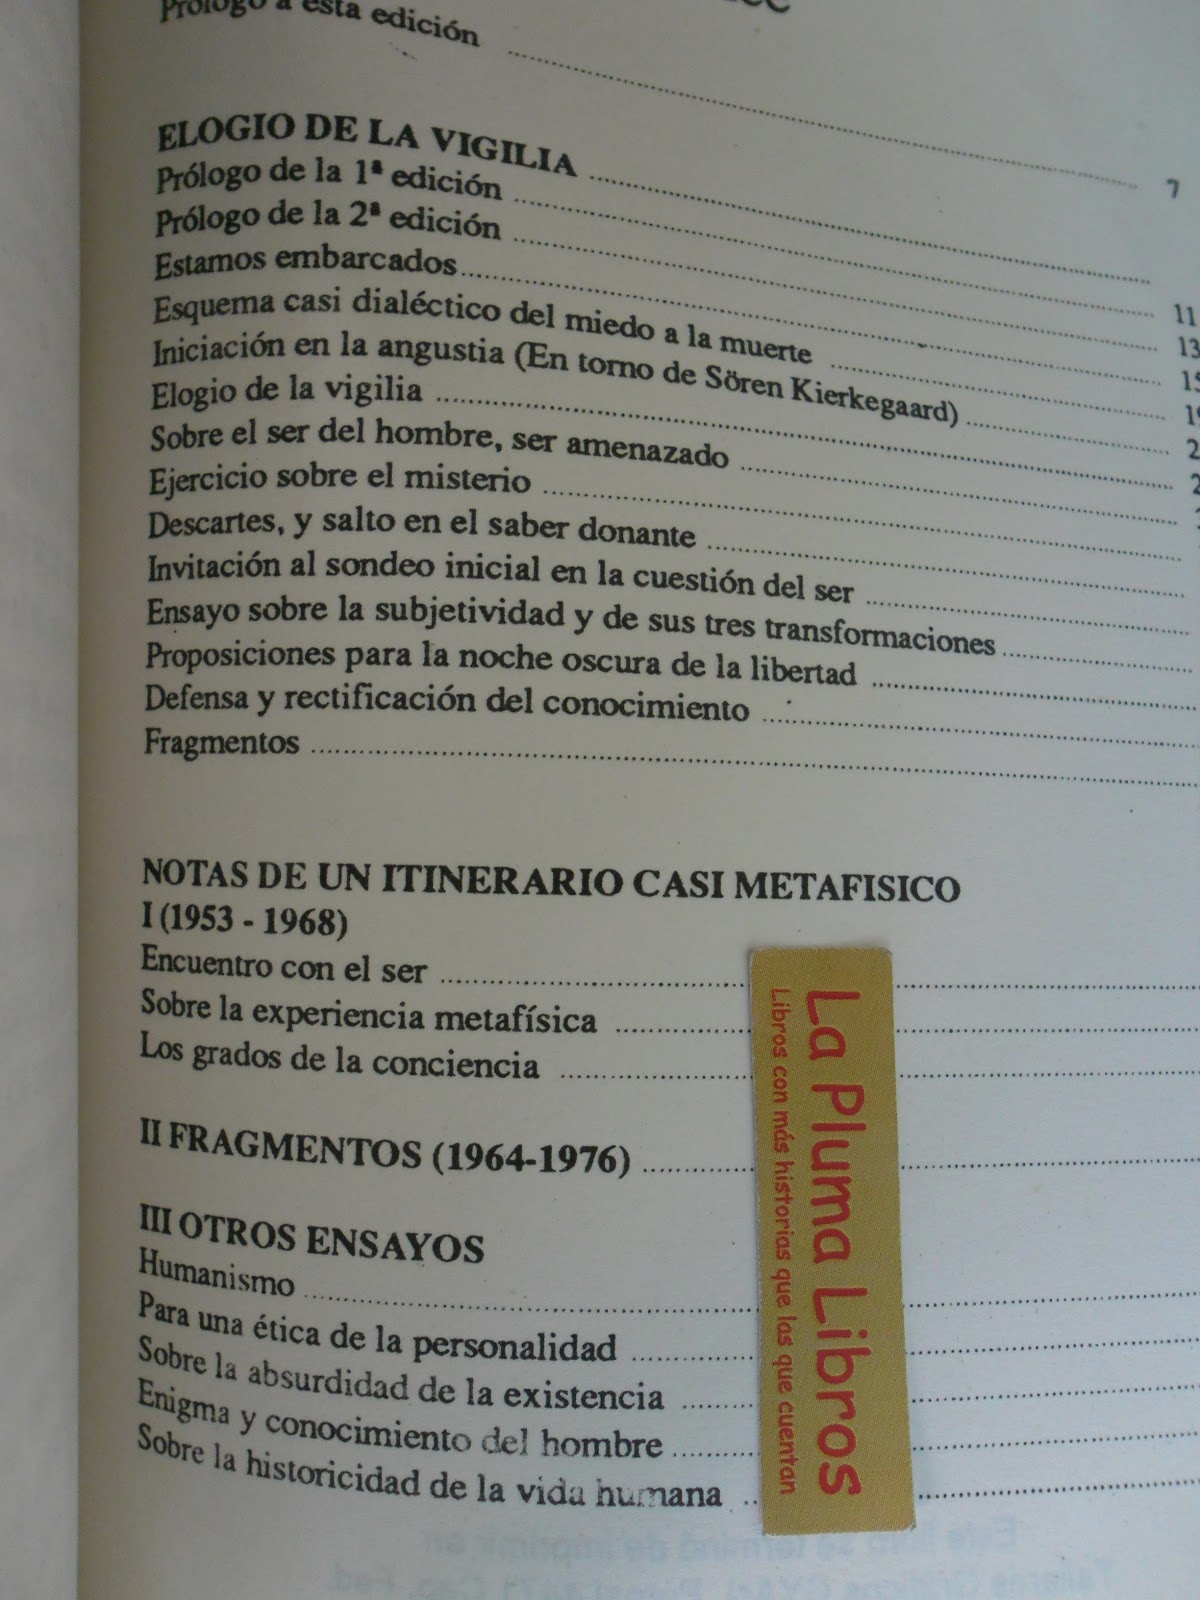 Prólogo a esta edición ........ 7
ELOGIO DE LA VIGILIA ........
Prólogo de la 1ª edición ........ 11
Prólogo de la 2ª edición ........ 13
Estamos embarcados ........ 15
Esquema casi dialéctico del miedo a la muerte ........ 19
Iniciación en la angustia (En torno de Sören Kierkegaard) ........
Elogio de la vigilia ........
Sobre el ser del hombre, ser amenazado ........
Ejercicio sobre el misterio ........
Descartes, y salto en el saber donante ........
Invitación al sondeo inicial en la cuestión del ser ........
Ensayo sobre la subjetividad y de sus tres transformaciones ........
Proposiciones para la noche oscura de la libertad ........
Defensa y rectificación del conocimiento ........
Fragmentos ........
NOTAS DE UN ITINERARIO CASI METAFISICO
I (1953 - 1968)
Encuentro con el ser ........
Sobre la experiencia metafísica ........
Los grados de la conciencia ........
II FRAGMENTOS (1964-1976) ........
III OTROS ENSAYOS
Humanismo ........
Para una ética de la personalidad ........
Sobre la absurdidad de la existencia ........
Enigma y conocimiento del hombre ........
Sobre la historicidad de la vida humana ........
La Pluma Libros
Libros con más historias que las que cuentan